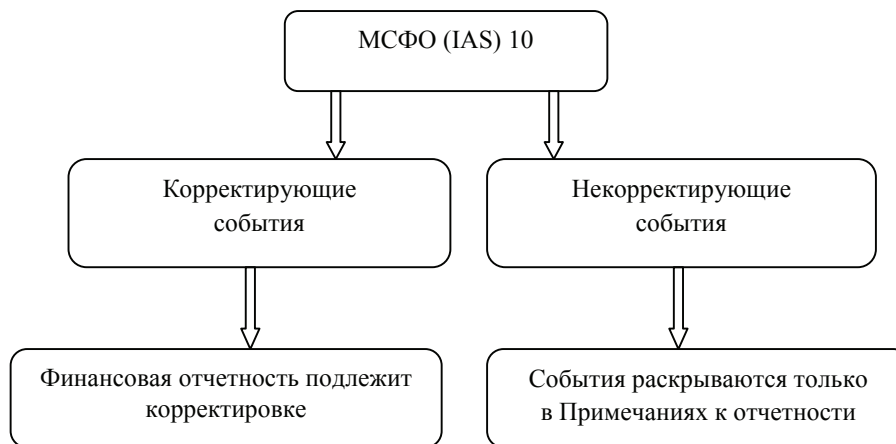 МСФО (IAS) 10
Корректирующие
события
Некорректирующие
события
Финансовая отчетность подлежит
корректировке
События раскрываются только
в Примечаниях к отчетности